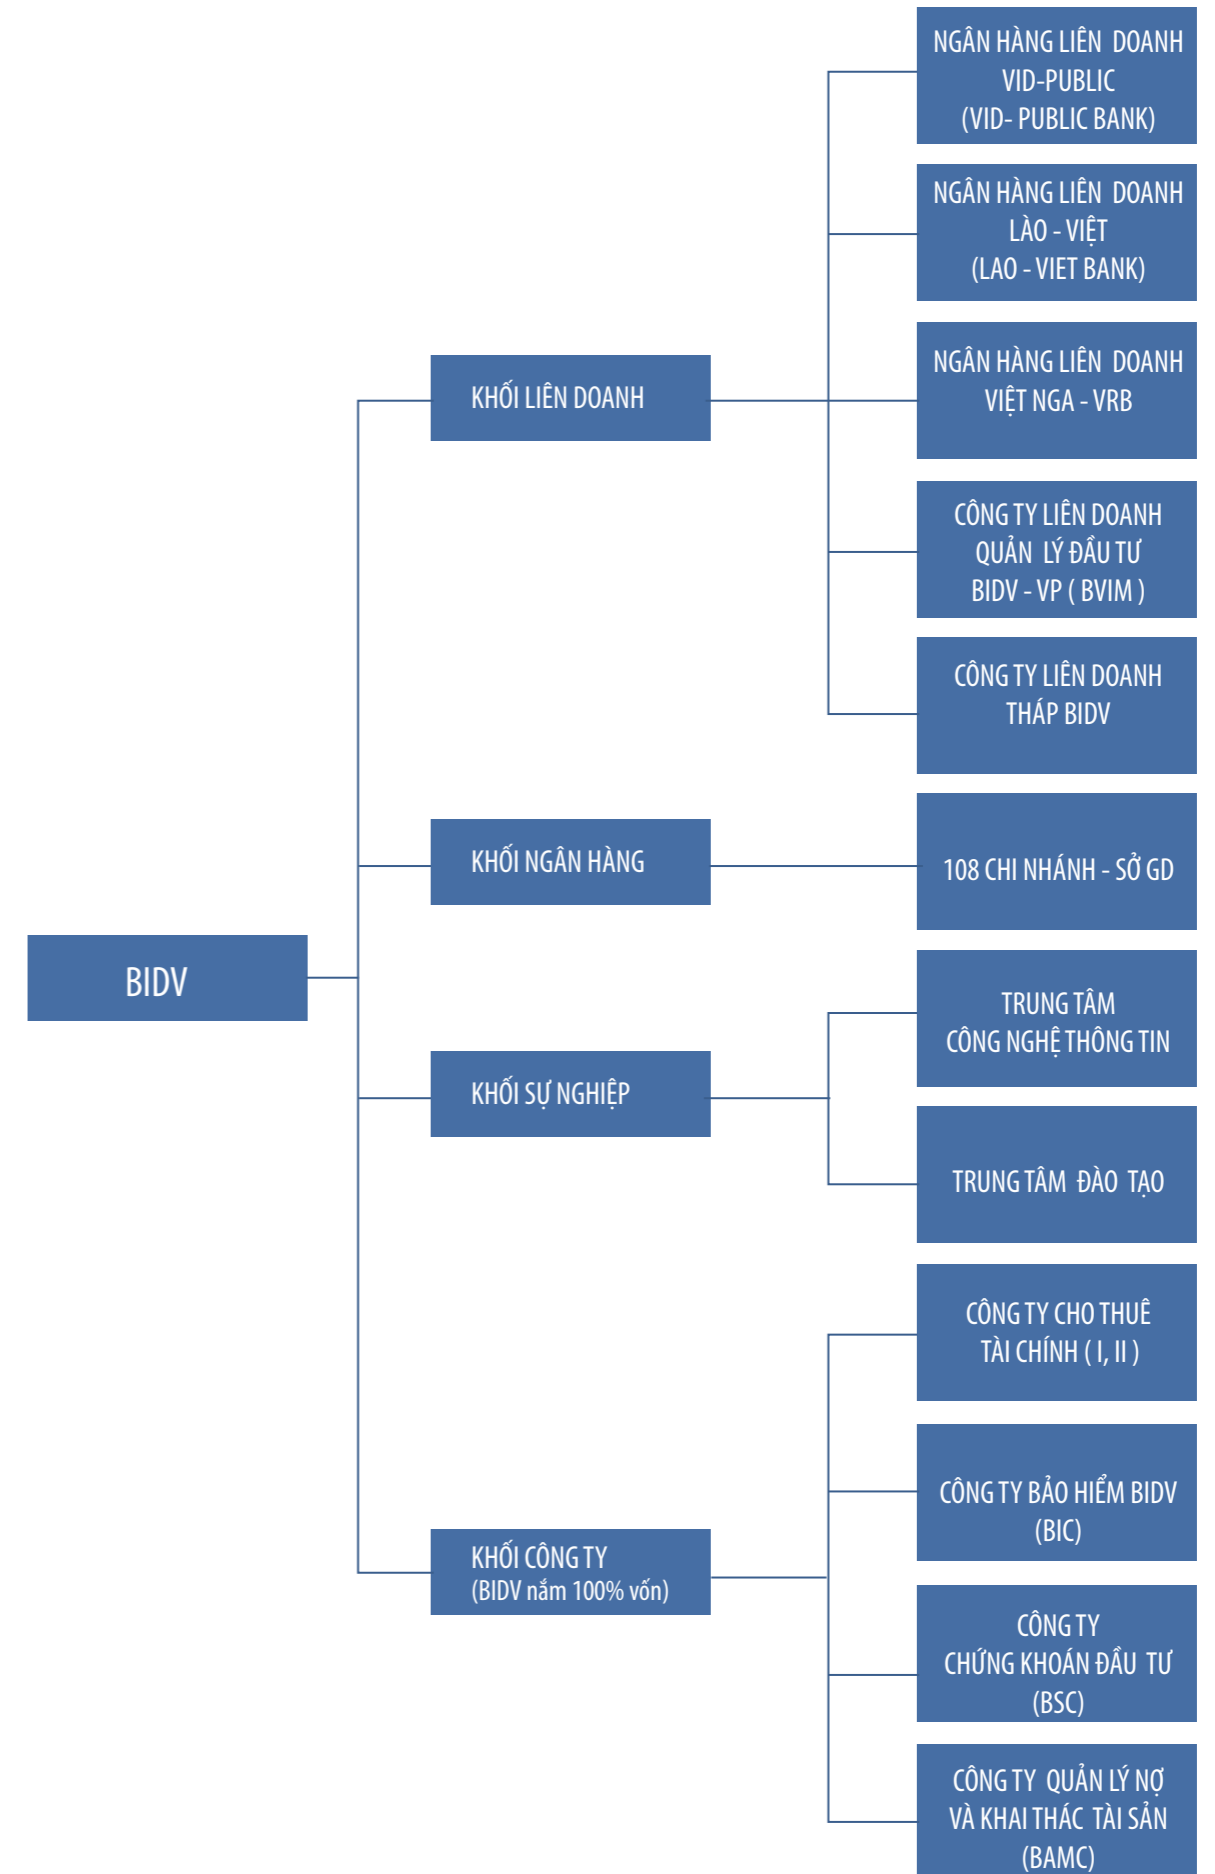 BIDV
KHỐI LIÊN DOANH
NGÂN HÀNG LIÊN DOANH
VID-PUBLIC
(VID- PUBLIC BANK)
NGÂN HÀNG LIÊN DOANH
LÀO - VIỆT
(LAO - VIET BANK)
NGÂN HÀNG LIÊN DOANH
VIỆT NGA - VRB
CÔNG TY LIÊN DOANH
QUẢN LÝ ĐẦU TƯ
BIDV - VP ( BVIM )
CÔNG TY LIÊN DOANH
THÁP BIDV
KHỐI NGÂN HÀNG
108 CHI NHÁNH - SỞ GD
KHỐI SỰ NGHIỆP
TRUNG TÂM
CÔNG NGHỆ THÔNG TIN
TRUNG TÂM ĐÀO TẠO
KHỐI CÔNG TY
(BIDV nắm 100% vốn)
CÔNG TY CHO THUÊ
TÀI CHÍNH ( I, II )
CÔNG TY BẢO HIỂM BIDV
(BIC)
CÔNG TY
CHỨNG KHOÁN ĐẦU TƯ
(BSC)
CÔNG TY QUẢN LÝ NỢ
VÀ KHAI THÁC TÀI SẢN
(BAMC)